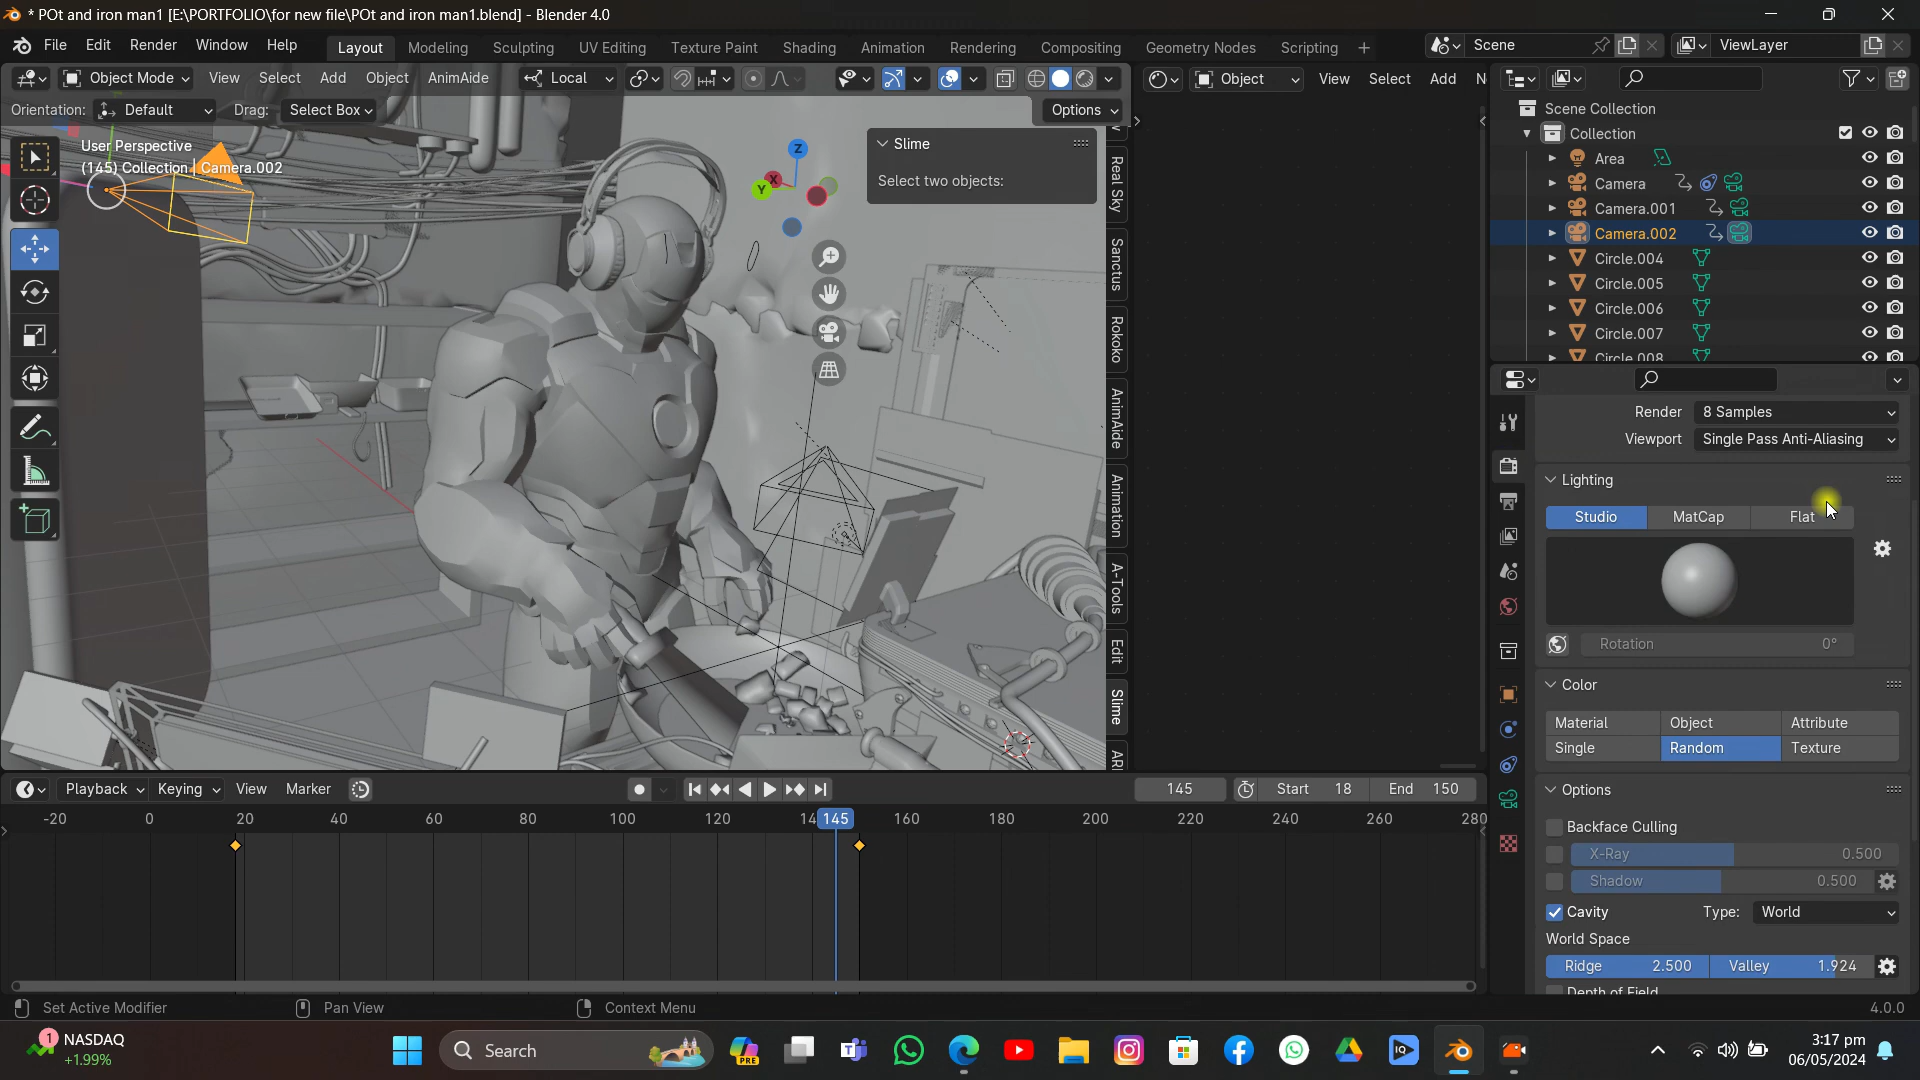 * POt and iron man1 [E:\PORTFOLIO\for new file\POt and iron man1.blend] - Blender 4.0
File Edit Render Window Help Layout Modeling Sculpting UV Editing Texture Paint Shading Animation Rendering Compositing Geometry Nodes Scripting + Scene ViewLayer
Object Mode View Select Add Object AnimAide Local Object View Select Add N
Orientation: Default Drag: Select Box Options
User Perspective
(145) Collection | Camera.002
Slime
Select two objects:
Z
X
Y
Real Sky
Sanctus
Rokoko
AnimAide
Animation
A-Tools
Edit
Slime
ARI
Scene Collection
Collection
Area
Camera
Camera.001
Camera.002
Circle.004
Circle.005
Circle.006
Circle.007
Circle.008
Render 8 Samples
Viewport Single Pass Anti-Aliasing
Lighting
Studio MatCap Flat
Rotation 0°
Color
Material Object Attribute
Single Random Texture
Options
Backface Culling
X-Ray 0.500
Shadow 0.500
Cavity Type: World
World Space
Ridge 2.500 Valley 1.924
Depth of Field
Playback Keying View Marker 145 Start 18 End 150
-20 0 20 40 60 80 100 120 14 145 160 180 200 220 240 260 280
Set Active Modifier Pan View Context Menu 4.0.0
1 NASDAQ
+1.99%
Search
PRE
IQ
3:17 pm
06/05/2024